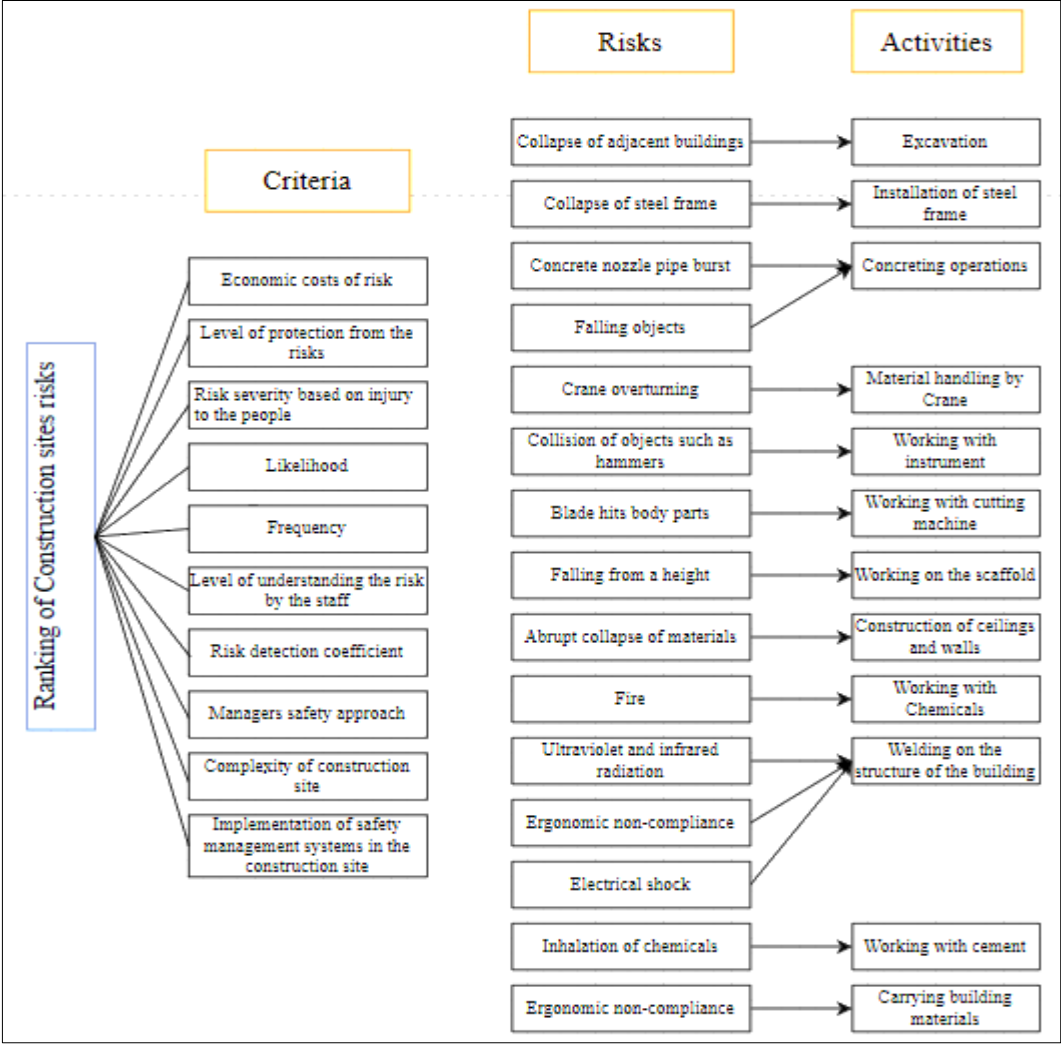 Risks
Activities
Criteria
Ranking of Construction sites risks
Economic costs of risk
Level of protection from the
risks
Risk severity based on injury
to the people
Likelihood
Frequency
Level of understanding the risk
by the staff
Risk detection coefficient
Managers safety approach
Complexity of construction
site
Implementation of safety
management systems in the
construction site
Collapse of adjacent buildings
Excavation
Collapse of steel frame
Installation of steel
frame
Concrete nozzle pipe burst
Concreting operations
Falling objects
Crane overturning
Material handling by
Crane
Collision of objects such as
hammers
Working with
instrument
Blade hits body parts
Working with cutting
machine
Falling from a height
Working on the scaffold
Abrupt collapse of materials
Construction of ceilings
and walls
Fire
Working with
Chemicals
Ultraviolet and infrared
radiation
Welding on the
structure of the building
Ergonomic non-compliance
Electrical shock
Inhalation of chemicals
Working with cement
Ergonomic non-compliance
Carrying building
materials